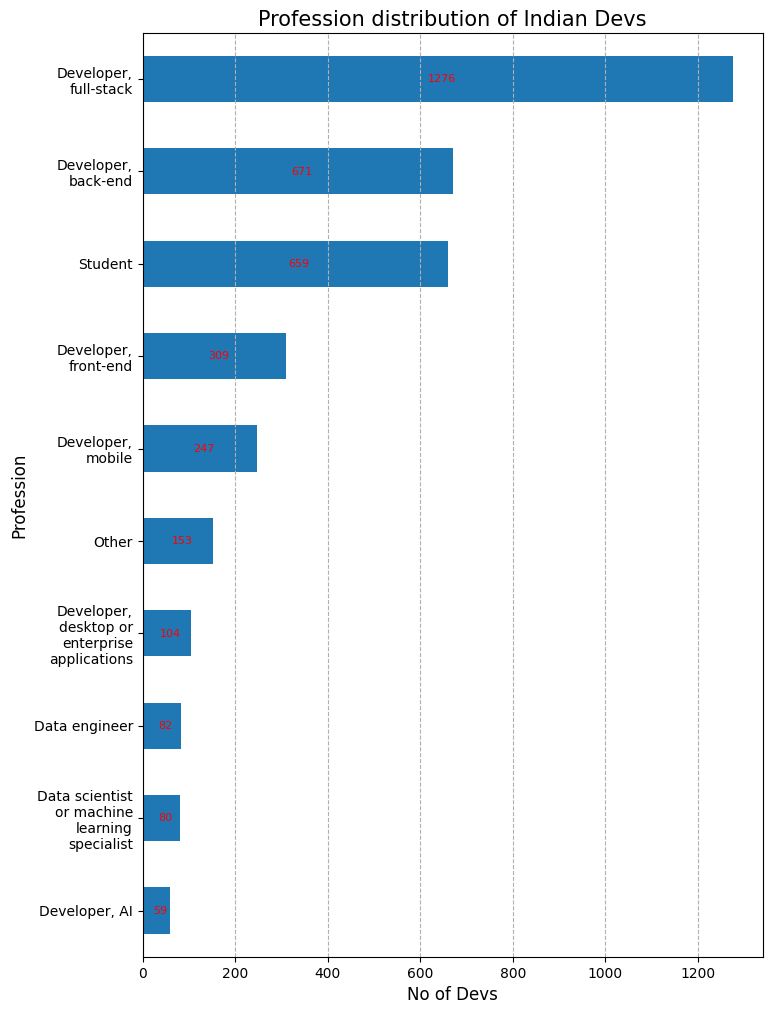 Profession distribution of Indian Devs
Developer,
full-stack
1276
Developer,
back-end
671
Student
659
Developer,
front-end
309
Developer,
mobile
247
Other
153
Developer,
desktop or
enterprise
applications
104
Data engineer
82
Data scientist
or machine
learning
specialist
80
Developer, AI
59
Profession
0 200 400 600 800 1000 1200
No of Devs